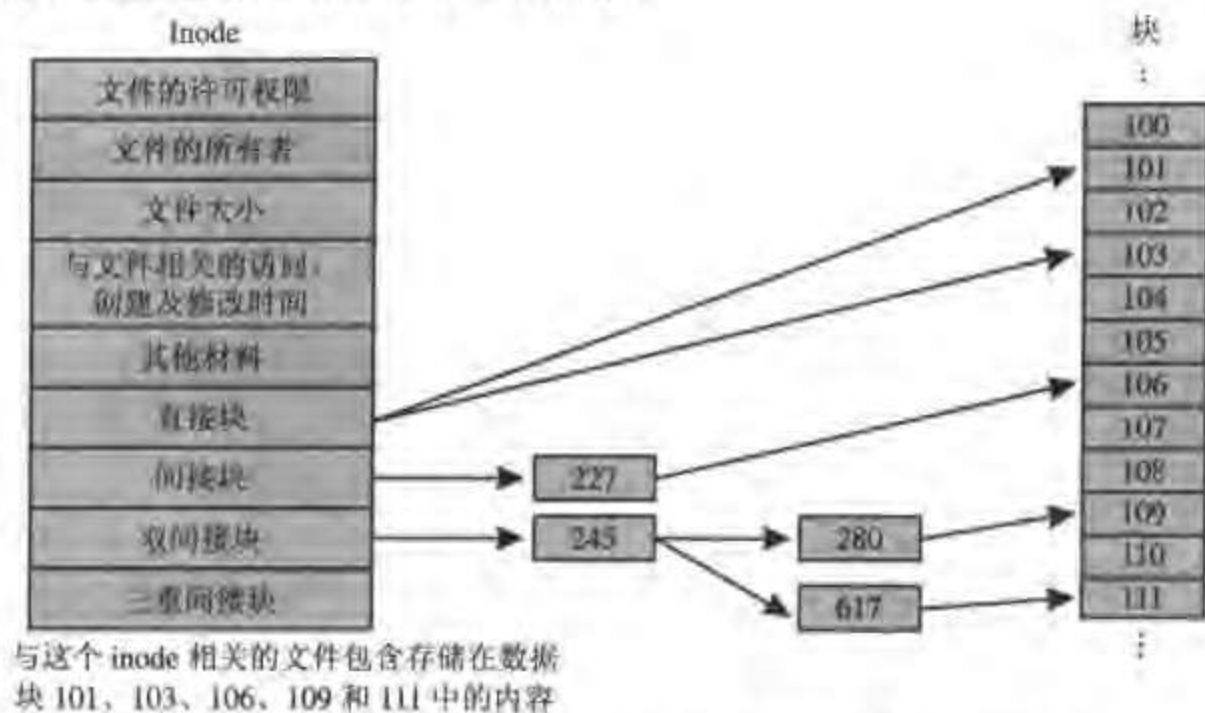 Inode
文件的许可权限
文件的所有者
文件大小
与文件相关的访问、
创建及修改时间
其他材料
直接块
间接块
双间接块
三重间接块
227
245
280
617
块
100
101
102
103
104
105
106
107
108
109
110
111
与这个 inode 相关的文件包含存储在数据
块 101、103、106、109 和 111 中的内容